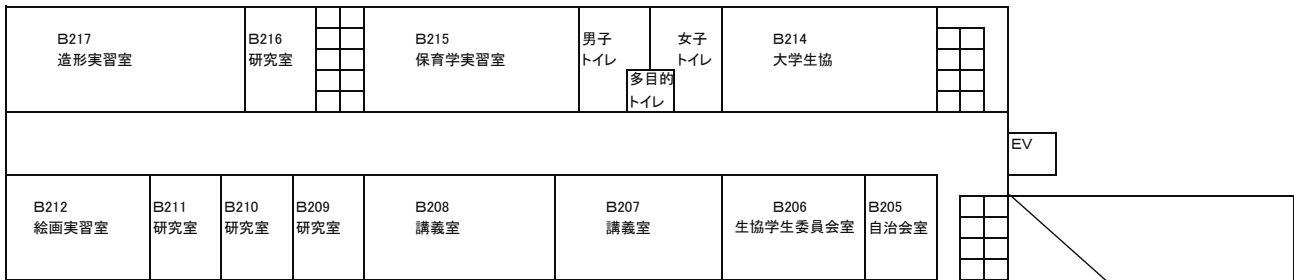 B217
造形実習室
B216
研究室
B215
保育学実習室
男子
トイレ
女子
トイレ
多目的
トイレ
B214
大学生協
EV
B212
絵画実習室
B211
研究室
B210
研究室
B209
研究室
B208
講義室
B207
講義室
B206
生協学生委員会室
B205
自治会室